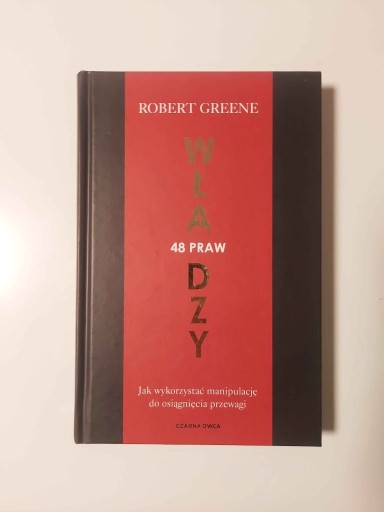 ROBERT GREENE
WŁA
48 PRAW
DZY
Jak wykorzystać manipulację
do osiągnięcia przewagi
CZARNA OWCA